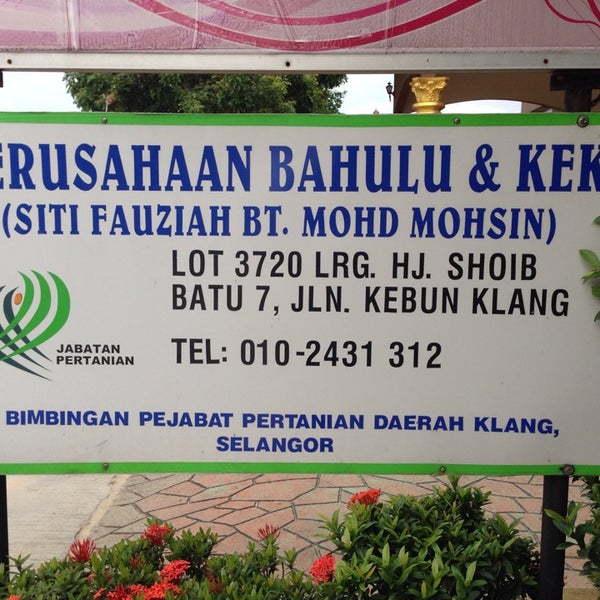 ERUSAHAAN BAHULU & KEK
(SITI FAUZIAH BT. MOHD MOHSIN)
LOT 3720 LRG. HJ. SHOIB
BATU 7, JLN. KEBUN KLANG
JABATAN
PERTANIAN
TEL: 010-2431 312
BIMBINGAN PEJABAT PERTANIAN DAERAH KLANG,
SELANGOR